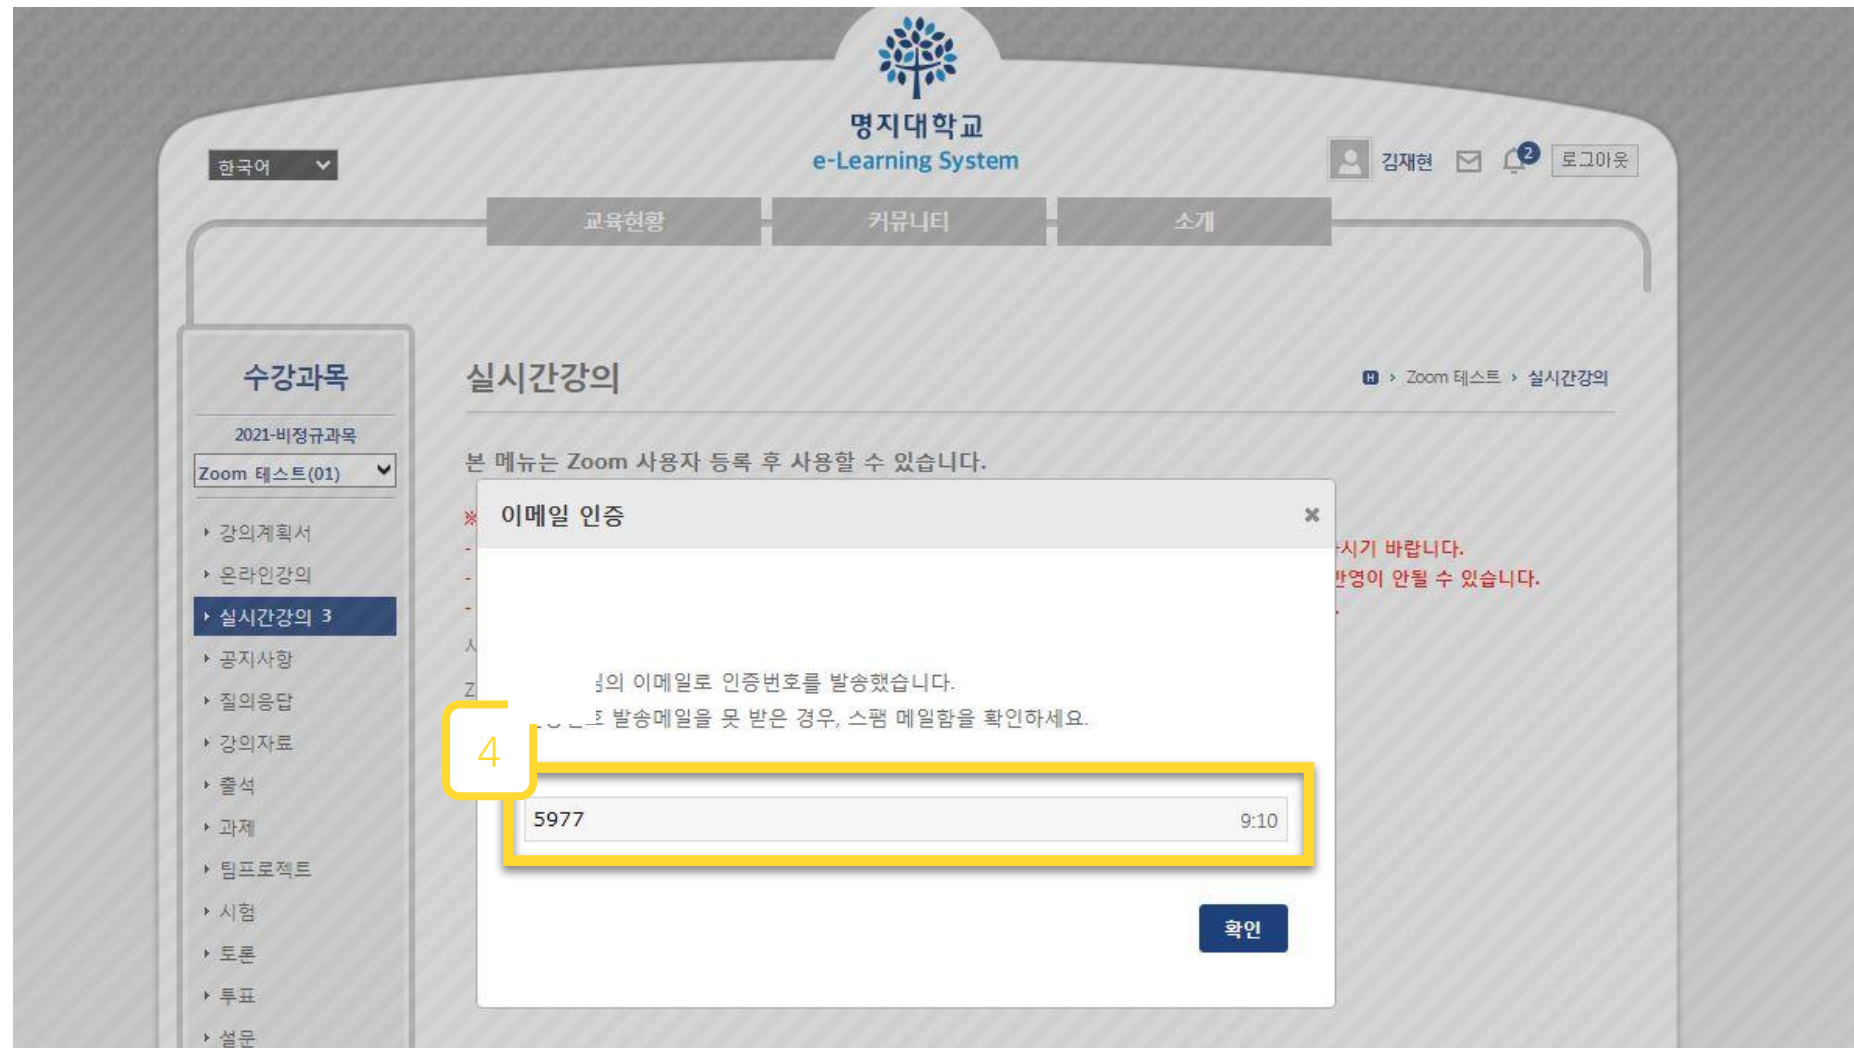 명지대학교
e-Learning System
한국어
김재현
2
로그아웃
교육현황
커뮤니티
소개
수강과목
2021-비정규과목
Zoom 테스트(01)
강의계획서
온라인강의
실시간강의 3
공지사항
질의응답
강의자료
출석
과제
팀프로젝트
시험
토론
투표
설문
실시간강의
H > Zoom 테스트 > 실시간강의
본 메뉴는 Zoom 사용자 등록 후 사용할 수 있습니다.
※
시기 바랍니다.
반영이 안될 수 있습니다.
이메일 인증
님의 이메일로 인증번호를 발송했습니다.
발송메일을 못 받은 경우, 스팸 메일함을 확인하세요.
4
5977
9:10
확인